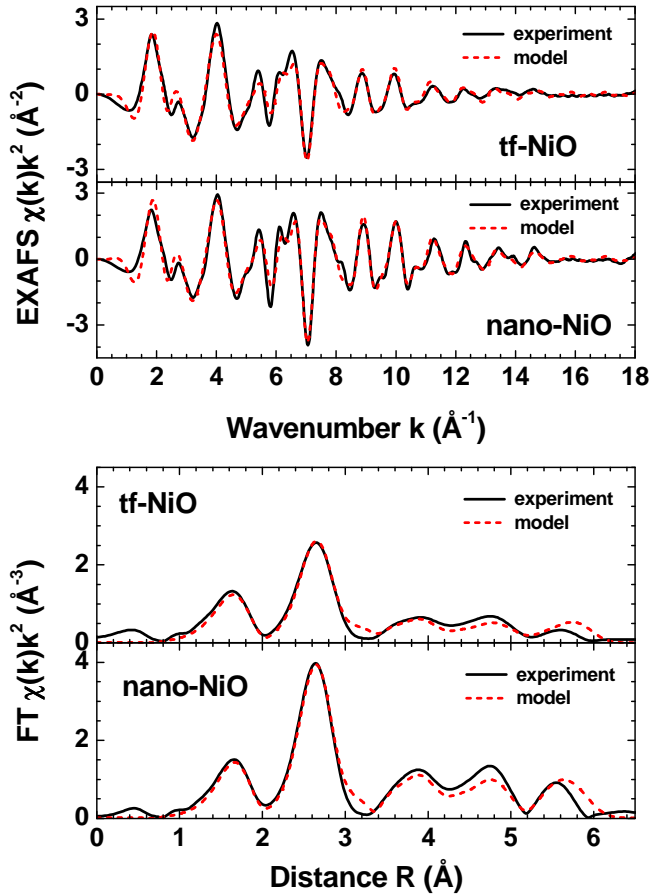 3
0
-3
experiment
model
tf-NiO
3
0
-3
experiment
model
nano-NiO
0 2 4 6 8 10 12 14 16 18
Wavenumber k (Å⁻¹)
EXAFS χ(k)k² (Å⁻²)
4
2
0
tf-NiO
experiment
model
4
2
0
nano-NiO
experiment
model
0 1 2 3 4 5 6
Distance R (Å)
FT χ(k)k² (Å⁻³)